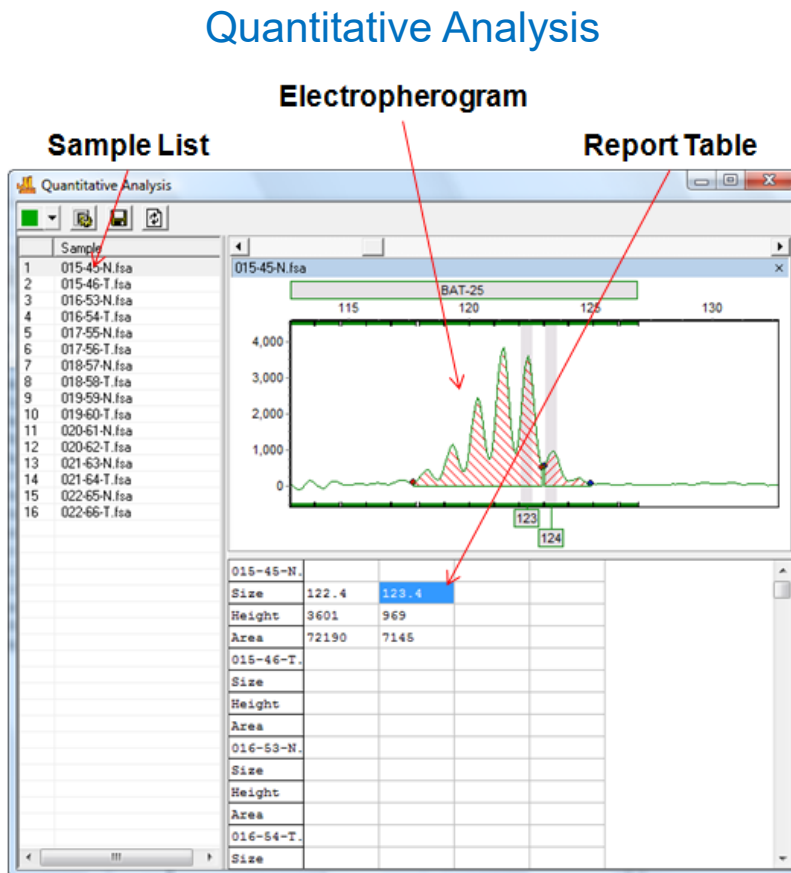 Quantitative Analysis
Electropherogram
Sample List
Report Table
Quantitative Analysis
Sample
1 015-45-N.fsa
2 015-46-T.fsa
3 016-53-N.fsa
4 016-54-T.fsa
5 017-55-N.fsa
6 017-56-T.fsa
7 018-57-N.fsa
8 018-58-T.fsa
9 019-59-N.fsa
10 019-60-T.fsa
11 020-61-N.fsa
12 020-62-T.fsa
13 021-63-N.fsa
14 021-64-T.fsa
15 022-65-N.fsa
16 022-66-T.fsa
015-45-N.fsa
BAT-25
115 120 125 130
4,000
3,000
2,000
1,000
0
123
124
015-45-N.
Size 122.4 123.4
Height 3601 969
Area 72190 7145
015-46-T.
Size
Height
Area
016-53-N.
Size
Height
Area
016-54-T.
Size